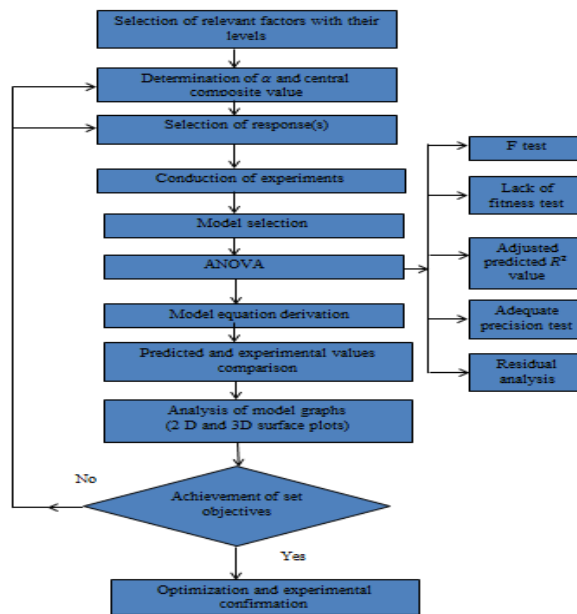 Selection of relevant factors with their
levels
Determination of α and central
composite value
Selection of response(s)
Conduction of experiments
Model selection
ANOVA
Model equation derivation
Predicted and experimental values
comparison
Analysis of model graphs
(2 D and 3D surface plots)
No
Achievement of set
objectives
Yes
Optimization and experimental
confirmation
F test
Lack of
fitness test
Adjusted
predicted R²
value
Adequate
precision test
Residual
analysis